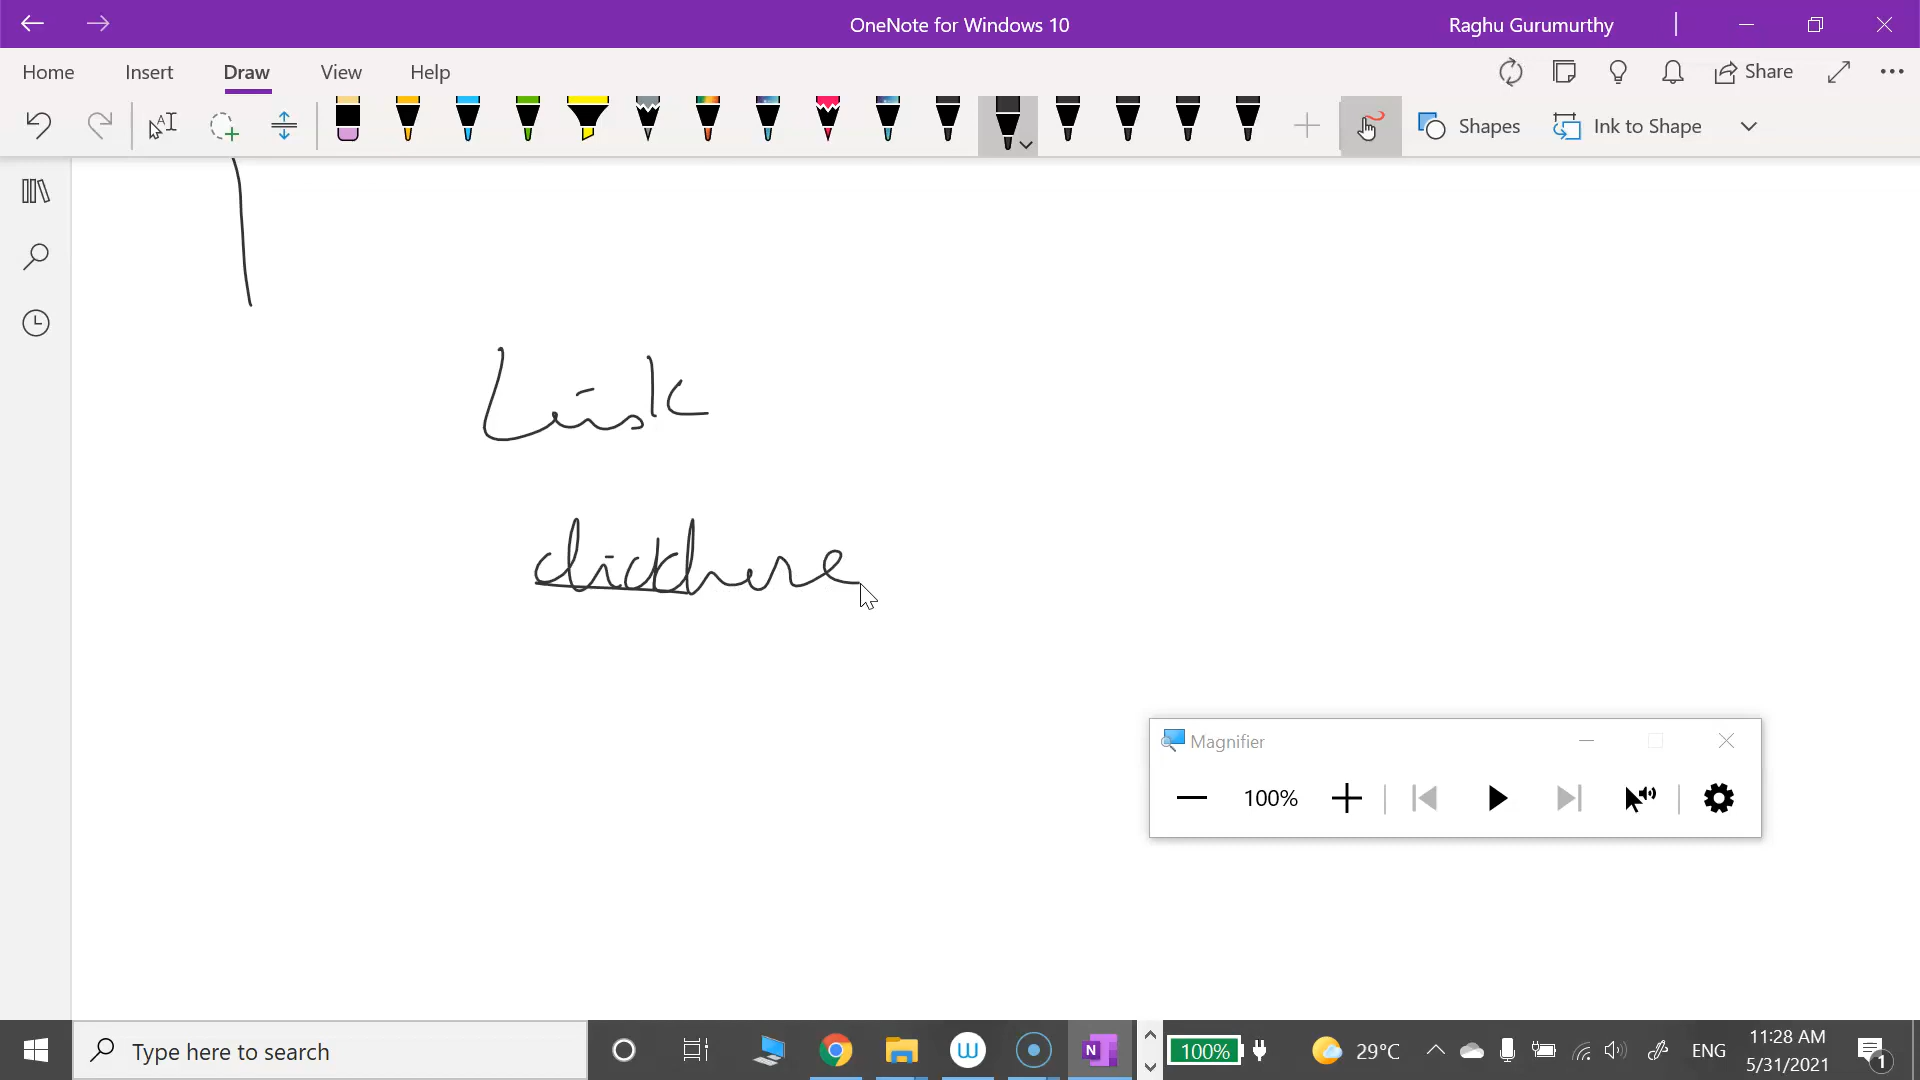 OneNote for Windows 10
Raghu Gurumurthy
Home Insert Draw View Help Share
Shapes Ink to Shape
Link
click here
Magnifier
100%
Type here to search
N
100% 29°C ENG 11:28 AM
5/31/2021
1